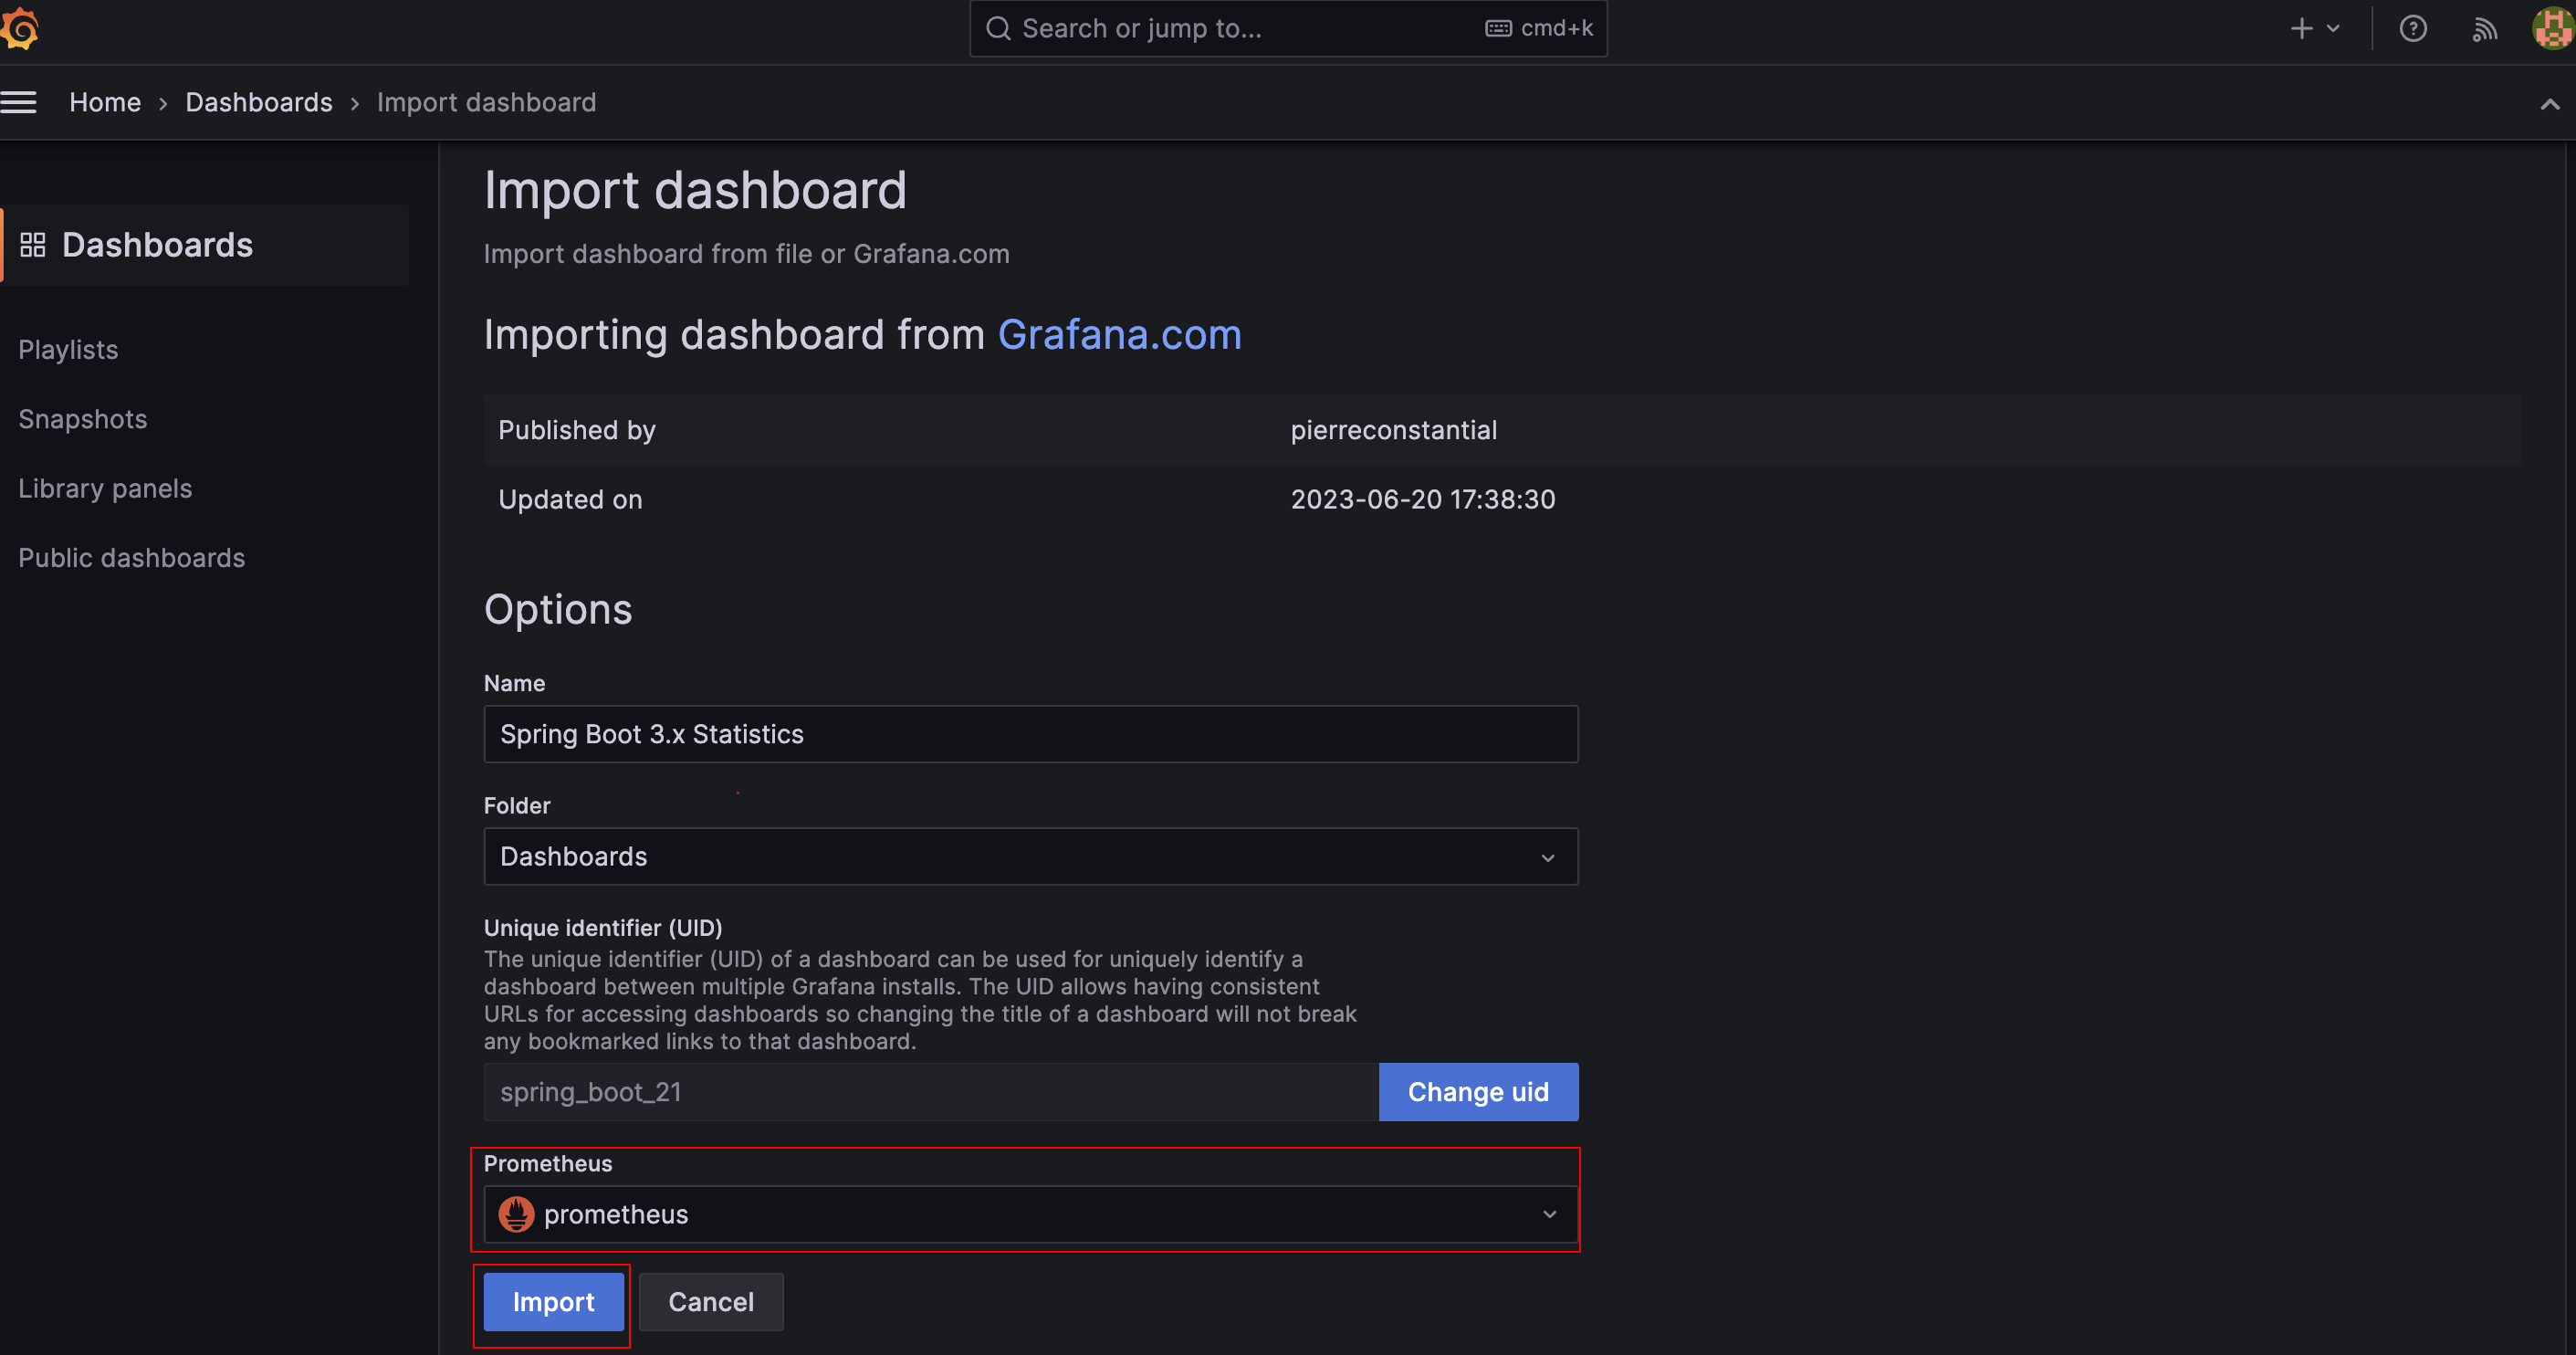 Search or jump to...
cmd+k
Home › Dashboards › Import dashboard
Dashboards
Playlists
Snapshots
Library panels
Public dashboards
Import dashboard
Import dashboard from file or Grafana.com
Importing dashboard from Grafana.com
Published by
pierreconstantial
Updated on
2023-06-20 17:38:30
Options
Name
Spring Boot 3.x Statistics
Folder
Dashboards
Unique identifier (UID)
The unique identifier (UID) of a dashboard can be used for uniquely identify a
dashboard between multiple Grafana installs. The UID allows having consistent
URLs for accessing dashboards so changing the title of a dashboard will not break
any bookmarked links to that dashboard.
spring_boot_21
Change uid
Prometheus
prometheus
Import
Cancel